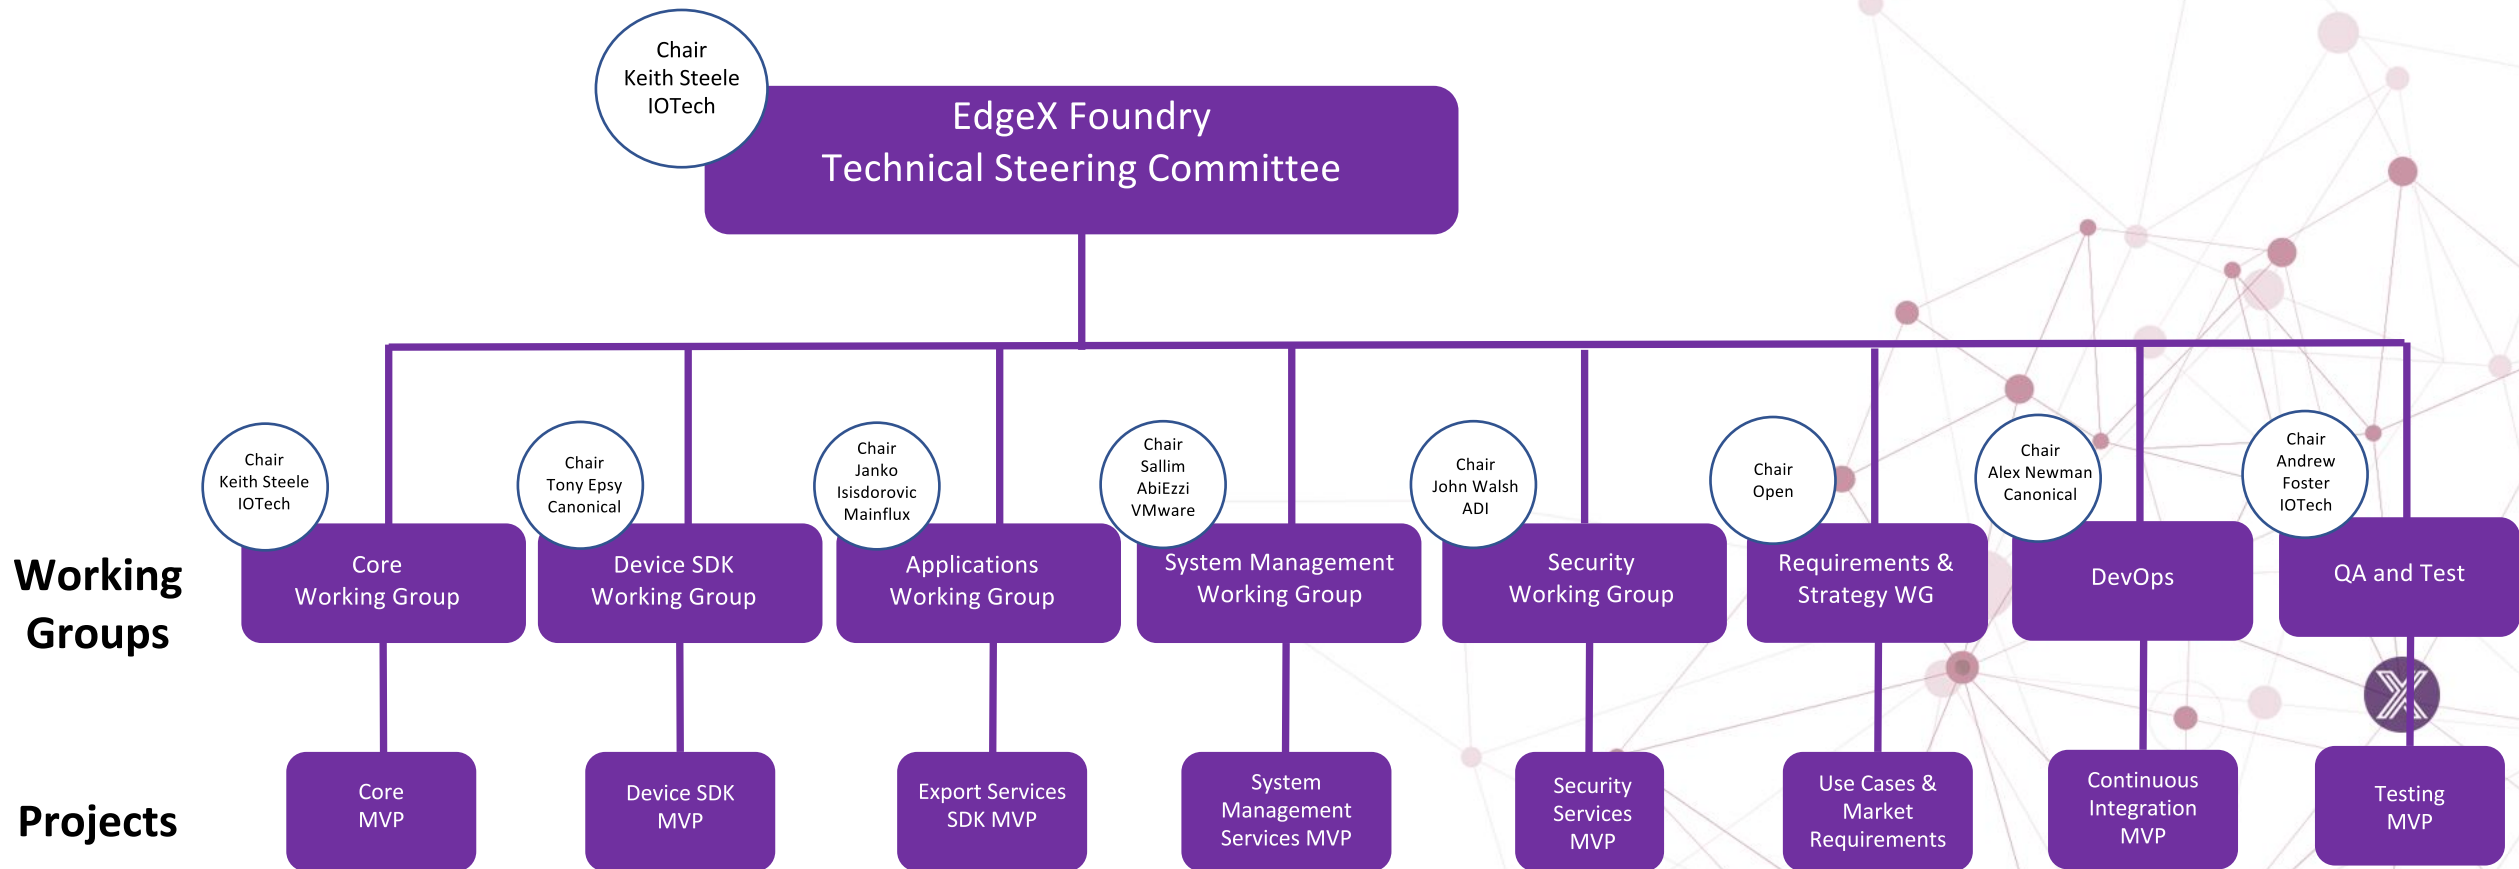 Chair
Keith Steele
IOTech
EdgeX Foundry
Technical Steering Committee
Chair
Keith Steele
IOTech
Chair
Tony Epsy
Canonical
Chair
Janko
Isisdorovic
Mainflux
Chair
Sallim
AbiEzzi
VMware
Chair
John Walsh
ADI
Chair
Open
Chair
Alex Newman
Canonical
Chair
Andrew
Foster
IOTech
Working
Groups
Core
Working Group
Device SDK
Working Group
Applications
Working Group
System Management
Working Group
Security
Working Group
Requirements &
Strategy WG
DevOps
QA and Test
Projects
Core
MVP
Device SDK
MVP
Export Services
SDK MVP
System
Management
Services MVP
Security
Services
MVP
Use Cases &
Market
Requirements
Continuous
Integration
MVP
Testing
MVP